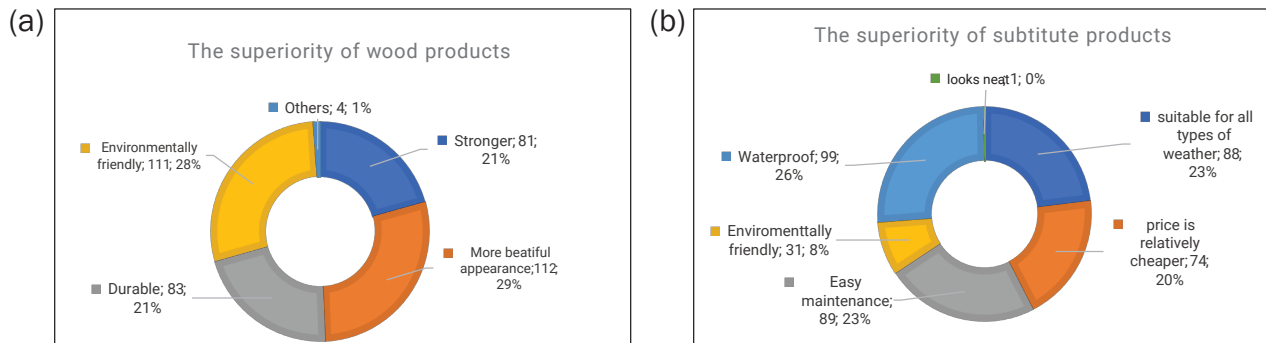 (a)
The superiority of wood products
Others; 4; 1%
Stronger; 81;
21%
Environmentally
friendly; 111; 28%
More beatiful
appearance;112;
29%
Durable; 83;
21%
(b)
The superiority of subtitute products
looks neat; 1; 0%
suitable for all
types of
weather; 88;
23%
Waterproof; 99;
26%
Enviromenttally
friendly; 31; 8%
price is
relatively
cheaper; 74;
20%
Easy
maintenance;
89; 23%